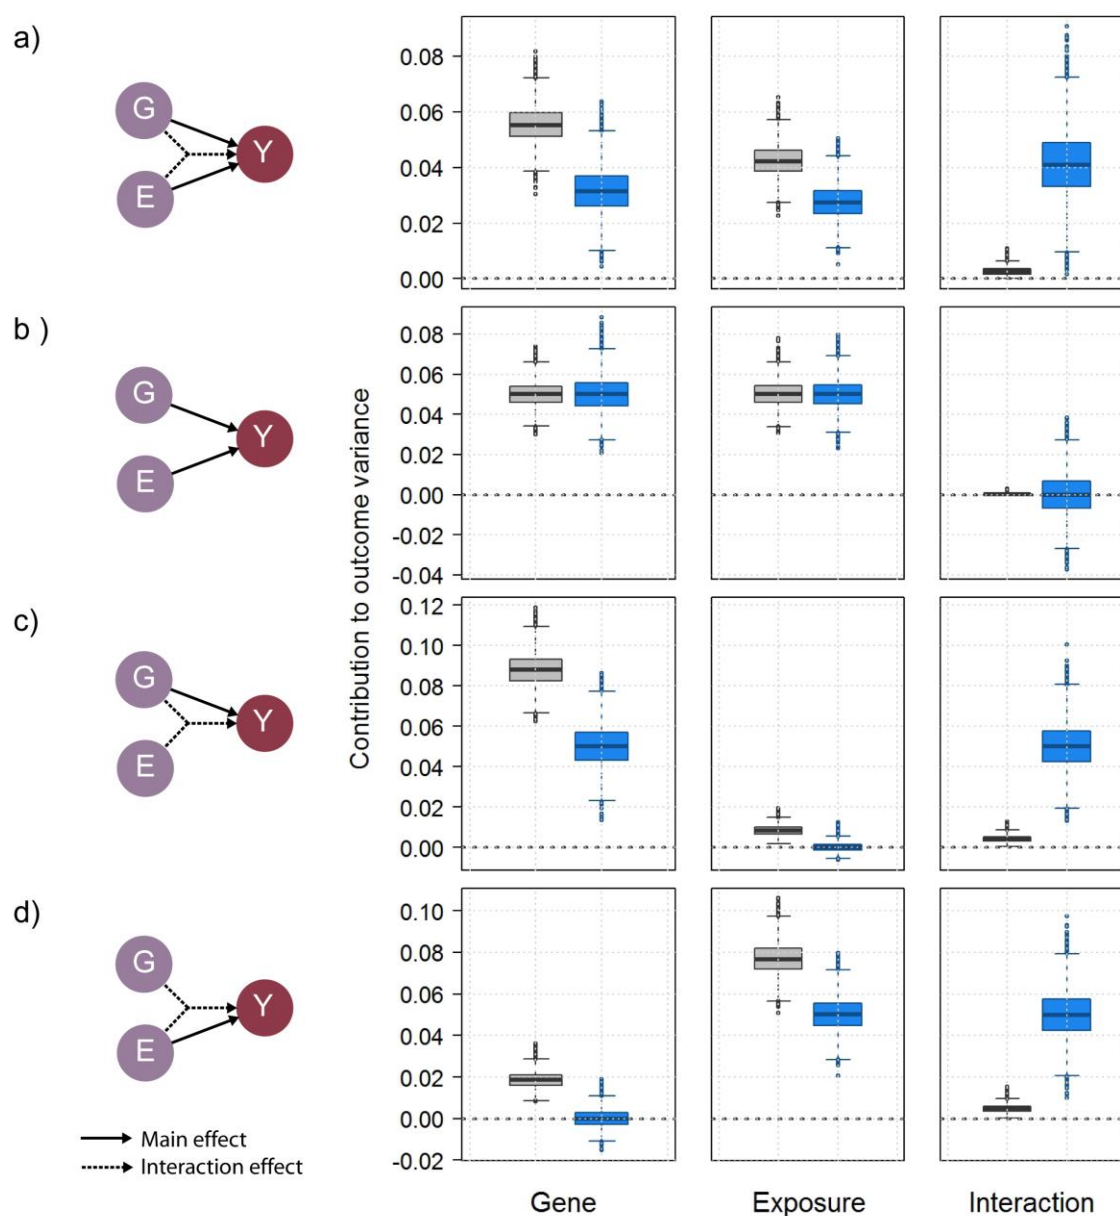 a)
G
E
Y
0.08
0.06
0.04
0.02
0.00
b )
G
E
Y
0.08
0.06
0.04
0.02
0.00
-0.02
-0.04
Contribution to outcome variance
c)
G
E
Y
0.12
0.10
0.08
0.06
0.04
0.02
0.00
d)
G
E
Y
0.10
0.08
0.06
0.04
0.02
0.00
-0.02
Main effect
Interaction effect
Gene
Exposure
Interaction